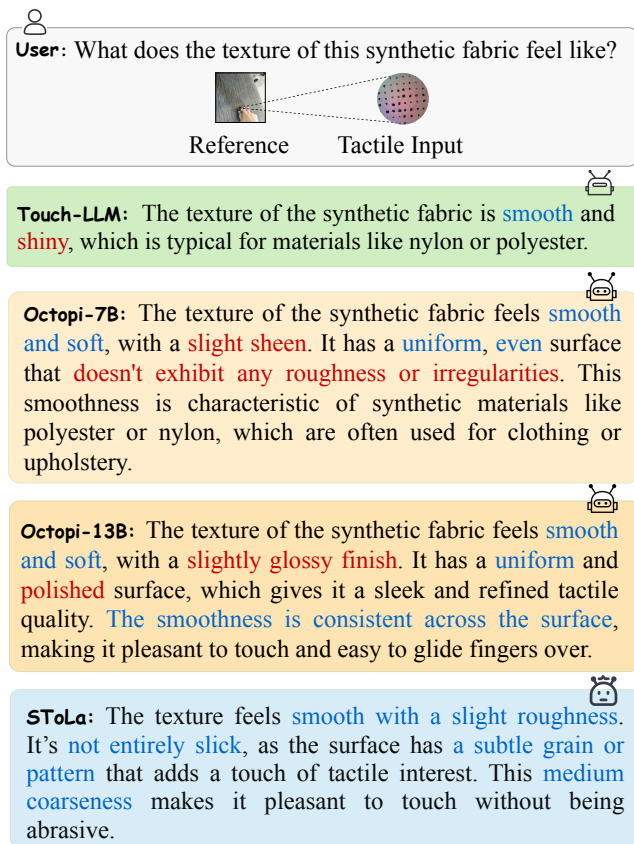 User: What does the texture of this synthetic fabric feel like?
Reference Tactile Input
Touch-LLM: The texture of the synthetic fabric is smooth and
shiny, which is typical for materials like nylon or polyester.
Octopi-7B: The texture of the synthetic fabric feels smooth
and soft, with a slight sheen. It has a uniform, even surface
that doesn't exhibit any roughness or irregularities. This
smoothness is characteristic of synthetic materials like
polyester or nylon, which are often used for clothing or
upholstery.
Octopi-13B: The texture of the synthetic fabric feels smooth
and soft, with a slightly glossy finish. It has a uniform and
polished surface, which gives it a sleek and refined tactile
quality. The smoothness is consistent across the surface,
making it pleasant to touch and easy to glide fingers over.
SToLa: The texture feels smooth with a slight roughness.
It's not entirely slick, as the surface has a subtle grain or
pattern that adds a touch of tactile interest. This medium
coarseness makes it pleasant to touch without being
abrasive.